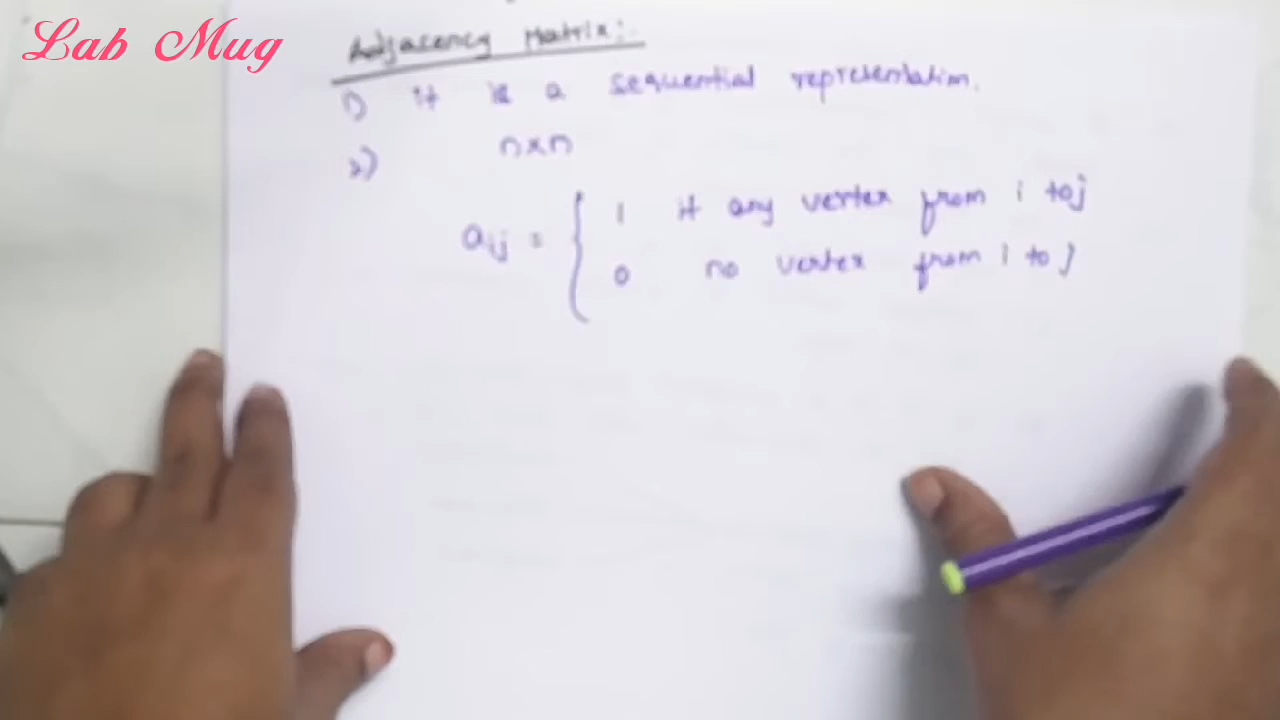 Lab Mug
Adjacency Matrix:-
1) it is a sequential representation.
2) n×n
aij = { 1 if any vertex from i to j
0 no vertex from i to j